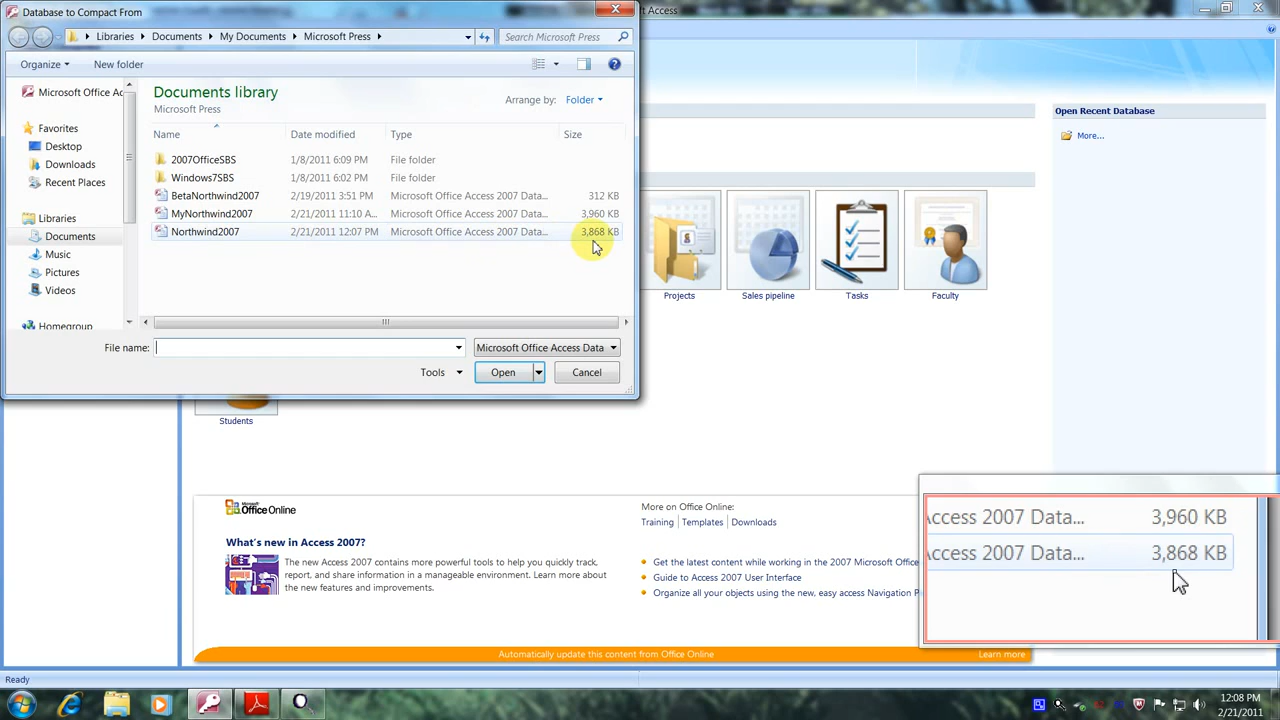 Database to Compact From
Microsoft Access
Libraries Documents My Documents Microsoft Press
Search Microsoft Press
Organize
New folder
Microsoft Office Ac
Favorites
Desktop
Downloads
Recent Places
Libraries
Documents
Music
Pictures
Videos
Homegroup
Documents library
Microsoft Press
Arrange by: Folder
Name Date modified Type Size
2007OfficeSBS 1/8/2011 6:09 PM File folder
Windows7SBS 1/8/2011 6:02 PM File folder
BetaNorthwind2007 2/19/2011 3:51 PM Microsoft Office Access 2007 Data... 312 KB
MyNorthwind2007 2/21/2011 11:10 A... Microsoft Office Access 2007 Data... 3,960 KB
Northwind2007 2/21/2011 12:07 PM Microsoft Office Access 2007 Data... 3,868 KB
File name:
Microsoft Office Access Data
Tools
Open
Cancel
Open Recent Database
More...
Projects
Sales pipeline
Tasks
Faculty
Students
Office Online
What's new in Access 2007?
The new Access 2007 contains more powerful tools to help you quickly track,
report, and share information in a manageable environment. Learn more about
the new features and improvements.
More on Office Online:
Training | Templates | Downloads
Get the latest content while working in the 2007 Microsoft Office
Guide to Access 2007 User Interface
Organize all your objects using the new, easy access Navigation P
Automatically update this content from Office Online
Learn more
Access 2007 Data... 3,960 KB
Access 2007 Data... 3,868 KB
Ready
12:08 PM
2/21/2011